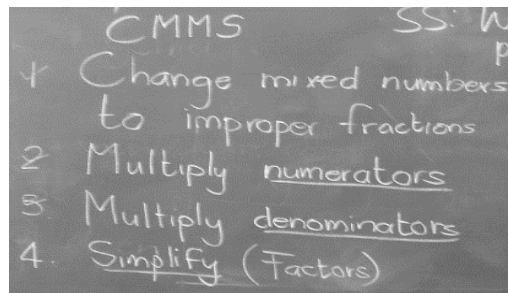 CMMS SS:
1 Change mixed numbers
to improper fractions
2 Multiply numerators
3. Multiply denominators
4. Simplify (Factors)